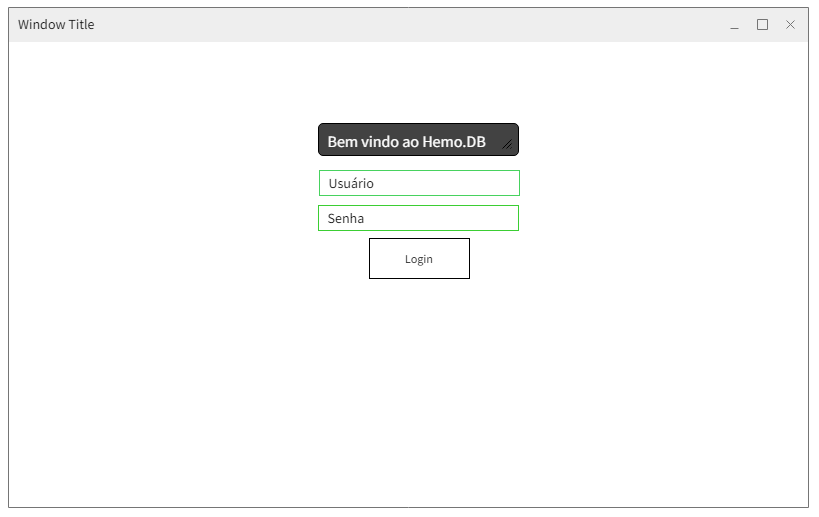 Window Title
Bem vindo ao Hemo.DB
Usuário
Senha
Login